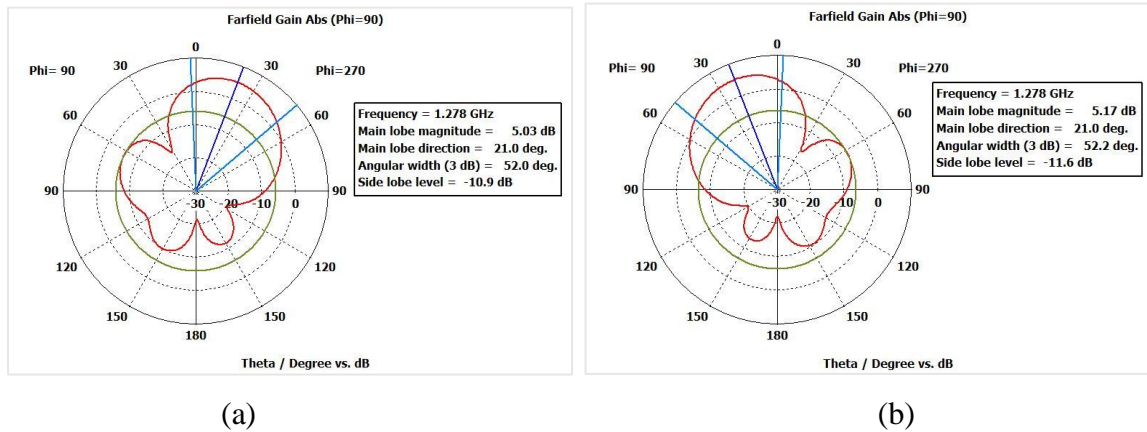 Farfield Gain Abs (Phi=90)
0
30 30
Phi= 90 Phi=270
60 60
90 90
-30 -20 -10 0
120 120
150 150
180
Theta / Degree vs. dB
Frequency = 1.278 GHz
Main lobe magnitude = 5.03 dB
Main lobe direction = 21.0 deg.
Angular width (3 dB) = 52.0 deg.
Side lobe level = -10.9 dB
(a)
Farfield Gain Abs (Phi=90)
0
30 30
Phi= 90 Phi=270
60 60
90 90
-30 -20 -10 0
120 120
150 150
180
Theta / Degree vs. dB
Frequency = 1.278 GHz
Main lobe magnitude = 5.17 dB
Main lobe direction = 21.0 deg.
Angular width (3 dB) = 52.2 deg.
Side lobe level = -11.6 dB
(b)